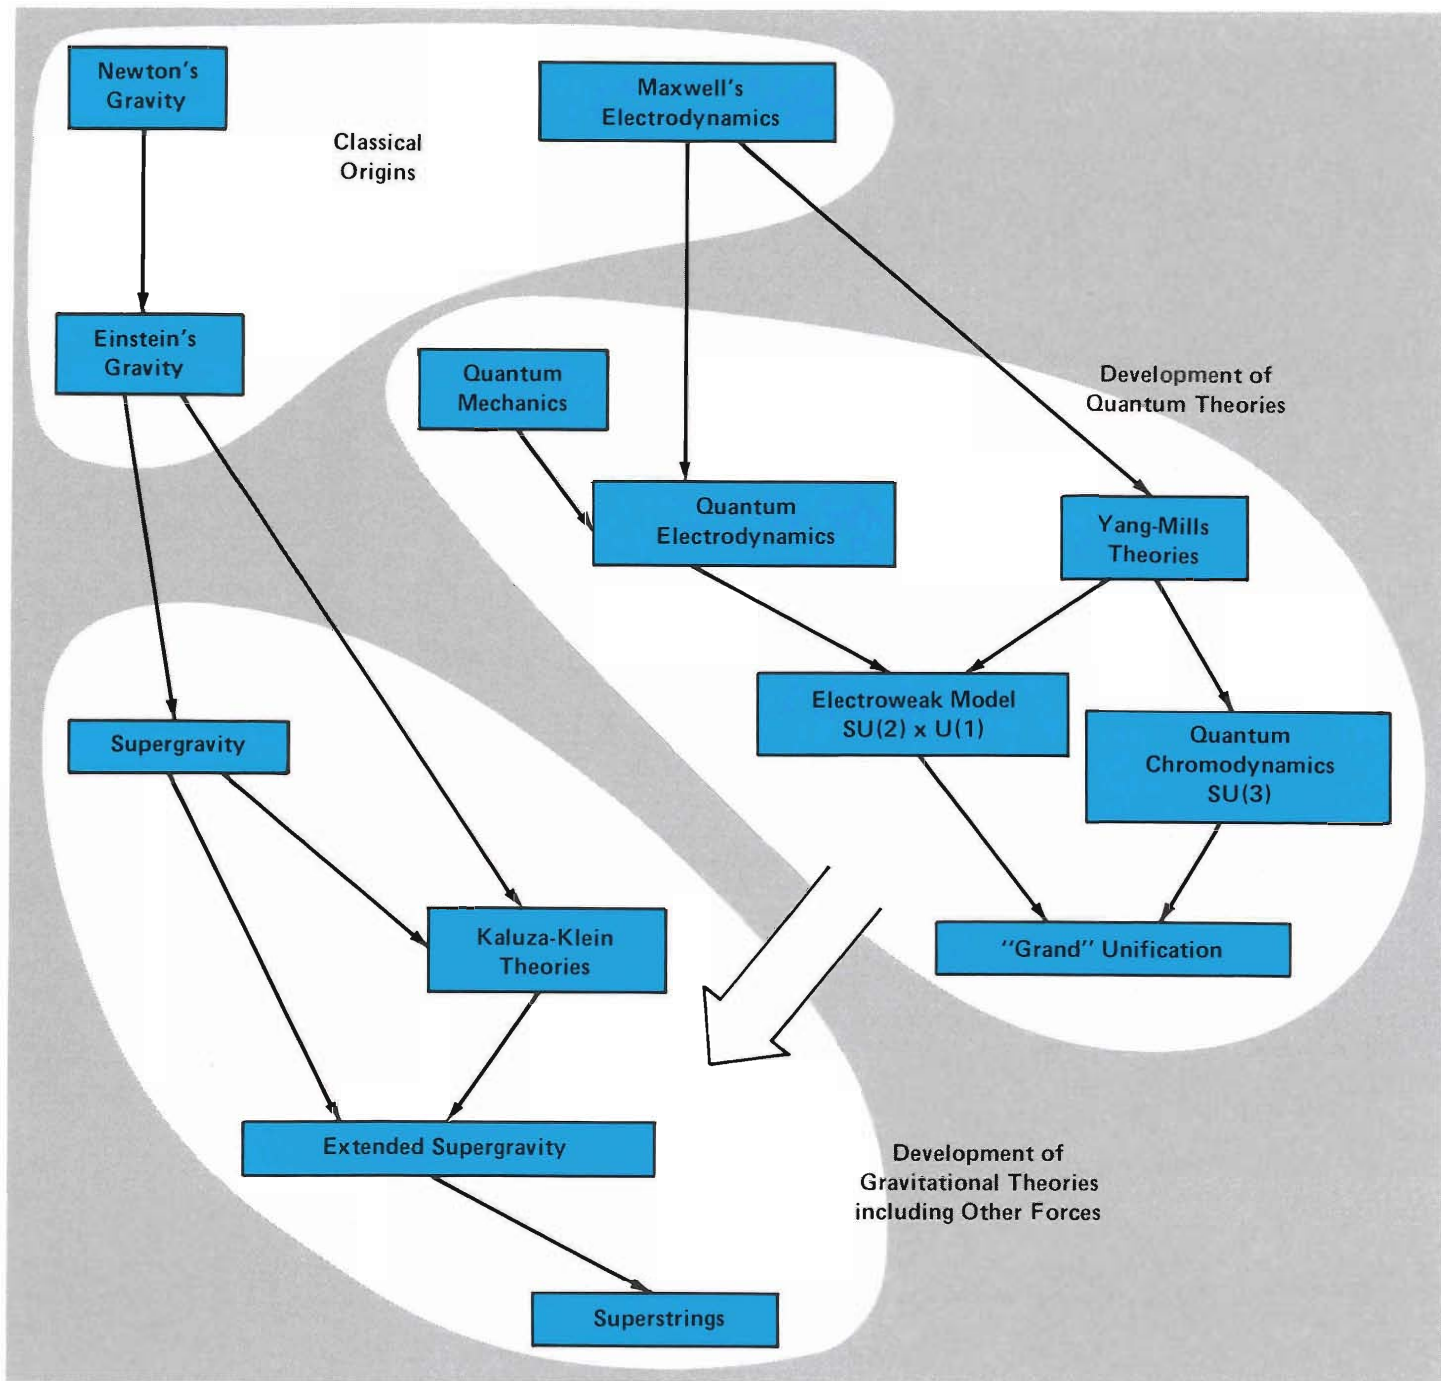 Newton's
Gravity
Maxwell's
Electrodynamics
Classical
Origins
Einstein's
Gravity
Quantum
Mechanics
Development of
Quantum Theories
Quantum
Electrodynamics
Yang-Mills
Theories
Electroweak Model
SU(2) x U(1)
Supergravity
Quantum
Chromodynamics
SU(3)
Kaluza-Klein
Theories
"Grand" Unification
Extended Supergravity
Development of
Gravitational Theories
including Other Forces
Superstrings